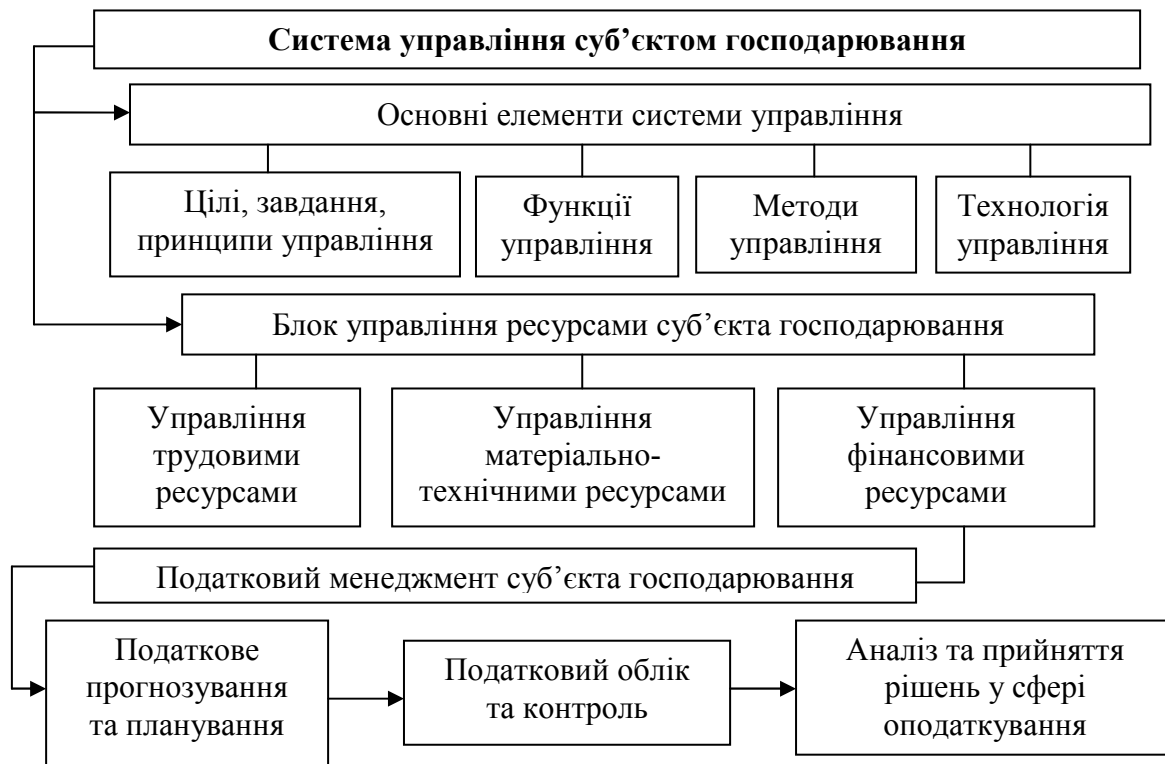 Система управління суб’єктом господарювання
Основні елементи системи управління
Цілі, завдання,
принципи управління
Функції
управління
Методи
управління
Технологія
управління
Блок управління ресурсами суб’єкта господарювання
Управління
трудовими
ресурсами
Управління
матеріально-
технічними ресурсами
Управління
фінансовими
ресурсами
Податковий менеджмент суб’єкта господарювання
Податкове
прогнозування
та планування
Податковий облік
та контроль
Аналіз та прийняття
рішень у сфері
оподаткування